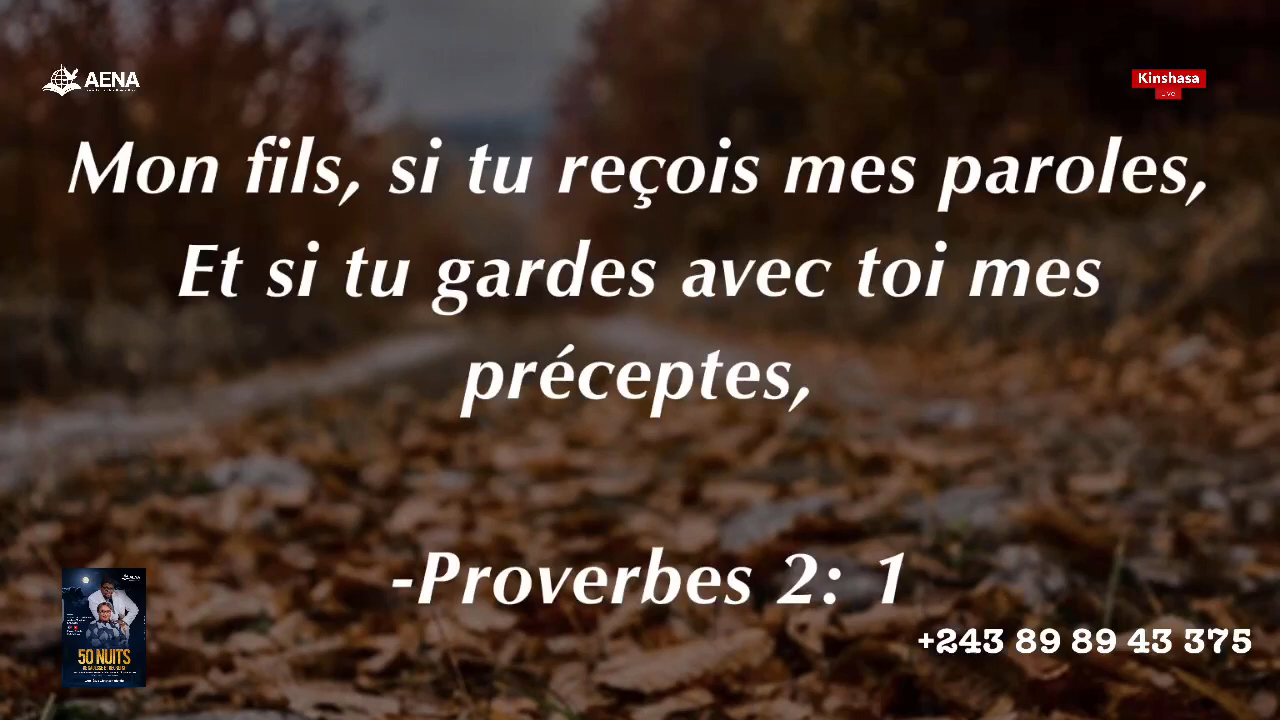 AENA
Kinshasa
Live
Mon fils, si tu reçois mes paroles,
Et si tu gardes avec toi mes
préceptes,
-Proverbes 2: 1
+243 89 89 43 375
50 NUITS